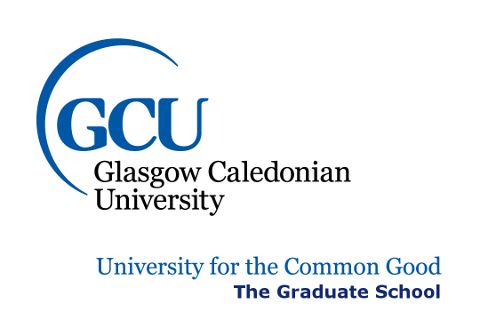 GCU
Glasgow Caledonian
University
University for the Common Good
The Graduate School